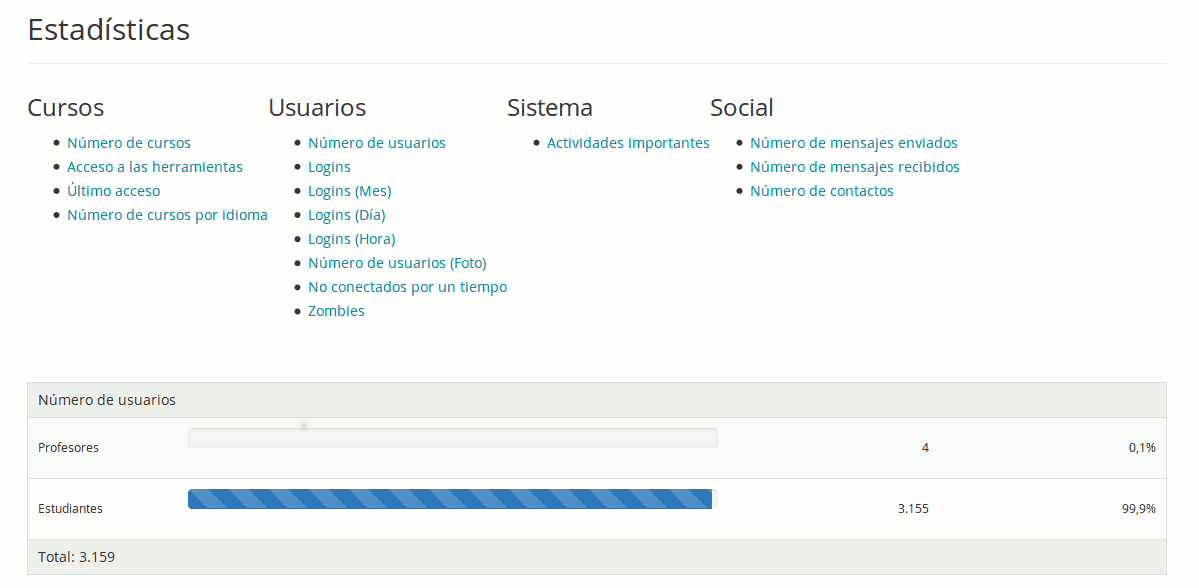 Estadísticas
Cursos
Número de cursos
Acceso a las herramientas
Último acceso
Número de cursos por idioma
Usuarios
Número de usuarios
Logins
Logins (Mes)
Logins (Día)
Logins (Hora)
Número de usuarios (Foto)
No conectados por un tiempo
Zombies
Sistema
Actividades importantes
Social
Número de mensajes enviados
Número de mensajes recibidos
Número de contactos
Número de usuarios
Profesores 4 0,1%
Estudiantes 3.155 99,9%
Total: 3.159